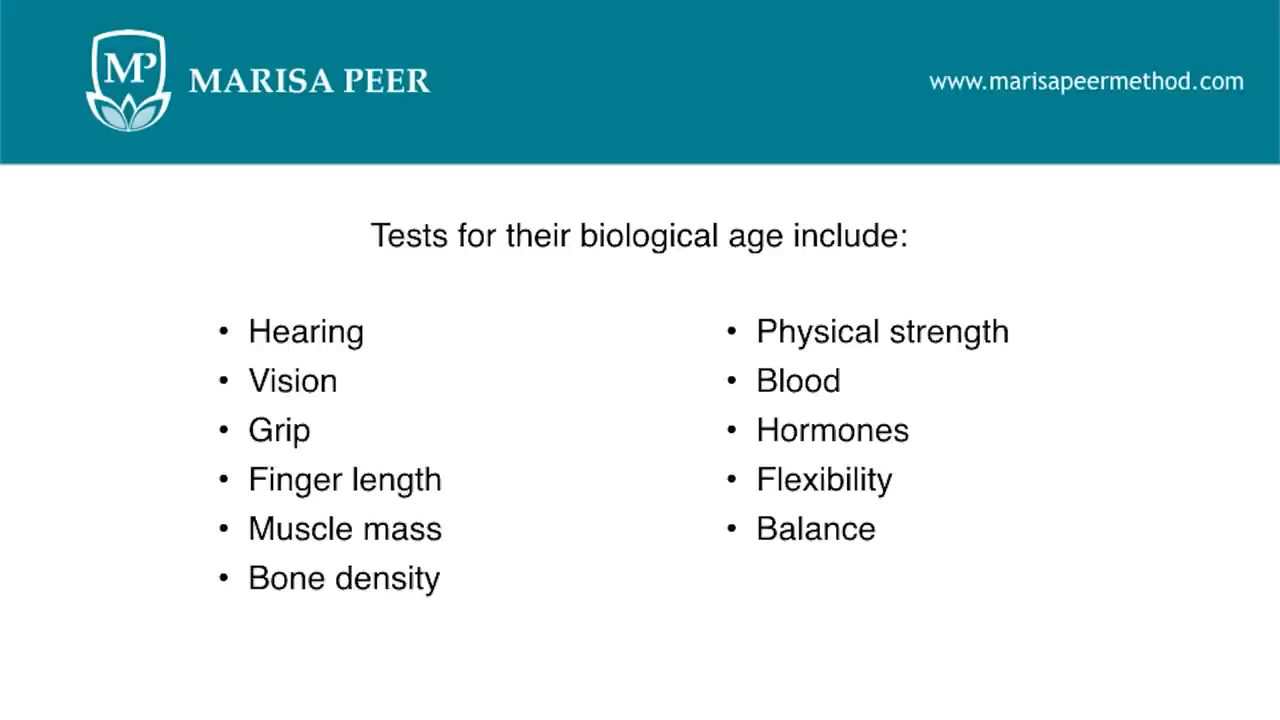 MP
MARISA PEER
www.marisapeermethod.com
Tests for their biological age include:
• Hearing
• Vision
• Grip
• Finger length
• Muscle mass
• Bone density
• Physical strength
• Blood
• Hormones
• Flexibility
• Balance